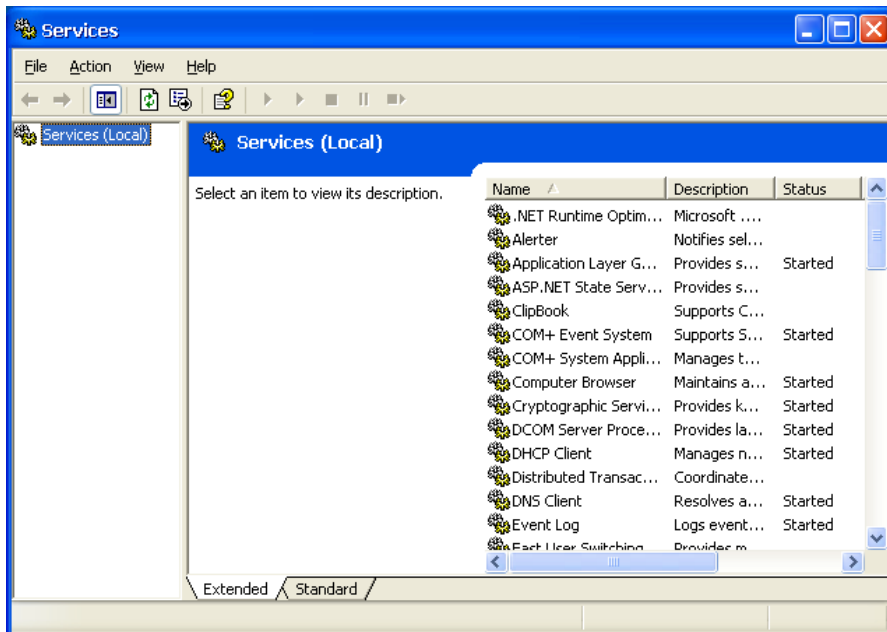 Services
File Action View Help
Services (Local)
Services (Local)
Select an item to view its description.
Name Description Status
.NET Runtime Optim... Microsoft ....
Alerter Notifies sel...
Application Layer G... Provides s... Started
ASP.NET State Serv... Provides s...
ClipBook Supports C...
COM+ Event System Supports S... Started
COM+ System Appli... Manages t...
Computer Browser Maintains a... Started
Cryptographic Servi... Provides k... Started
DCOM Server Proce... Provides la... Started
DHCP Client Manages n... Started
Distributed Transac... Coordinate...
DNS Client Resolves a... Started
Event Log Logs event... Started
Fast User Switching Provides m
Extended Standard